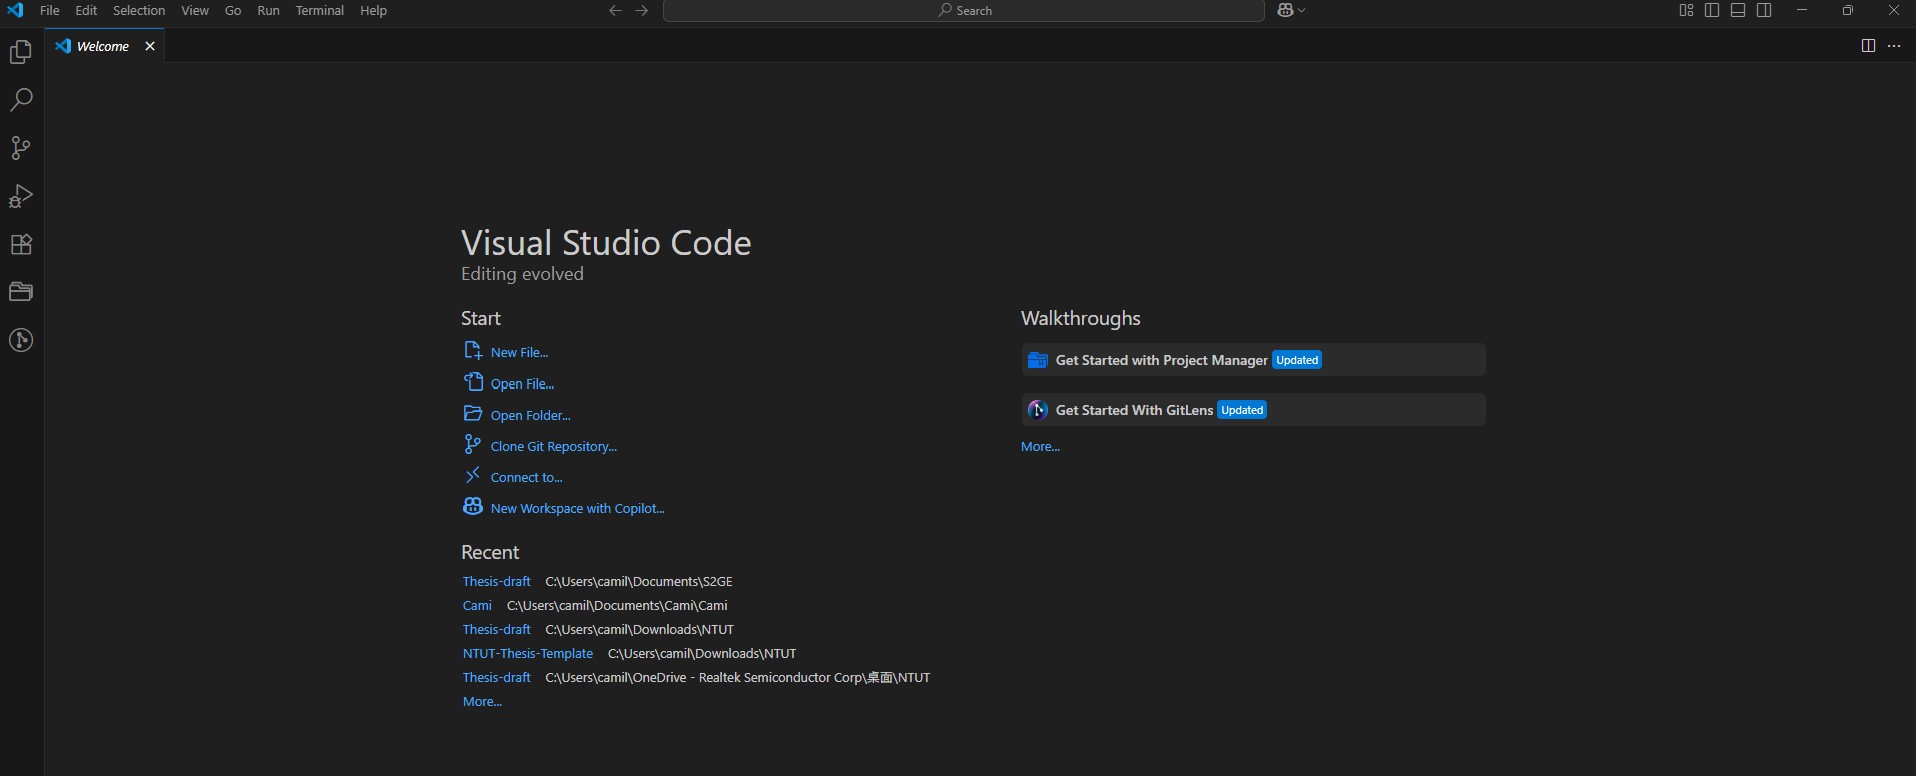 File Edit Selection View Go Run Terminal Help
Search
Welcome
Visual Studio Code
Editing evolved
Start
New File...
Open File...
Open Folder...
Clone Git Repository...
Connect to...
New Workspace with Copilot...
Walkthroughs
Get Started with Project Manager Updated
Get Started With GitLens Updated
More...
Recent
Thesis-draft C:\Users\camil\Documents\S2GE
Cami C:\Users\camil\Documents\Cami\Cami
Thesis-draft C:\Users\camil\Downloads\NTUT
NTUT-Thesis-Template C:\Users\camil\Downloads\NTUT
Thesis-draft C:\Users\camil\OneDrive - Realtek Semiconductor Corp\桌面\NTUT
More...